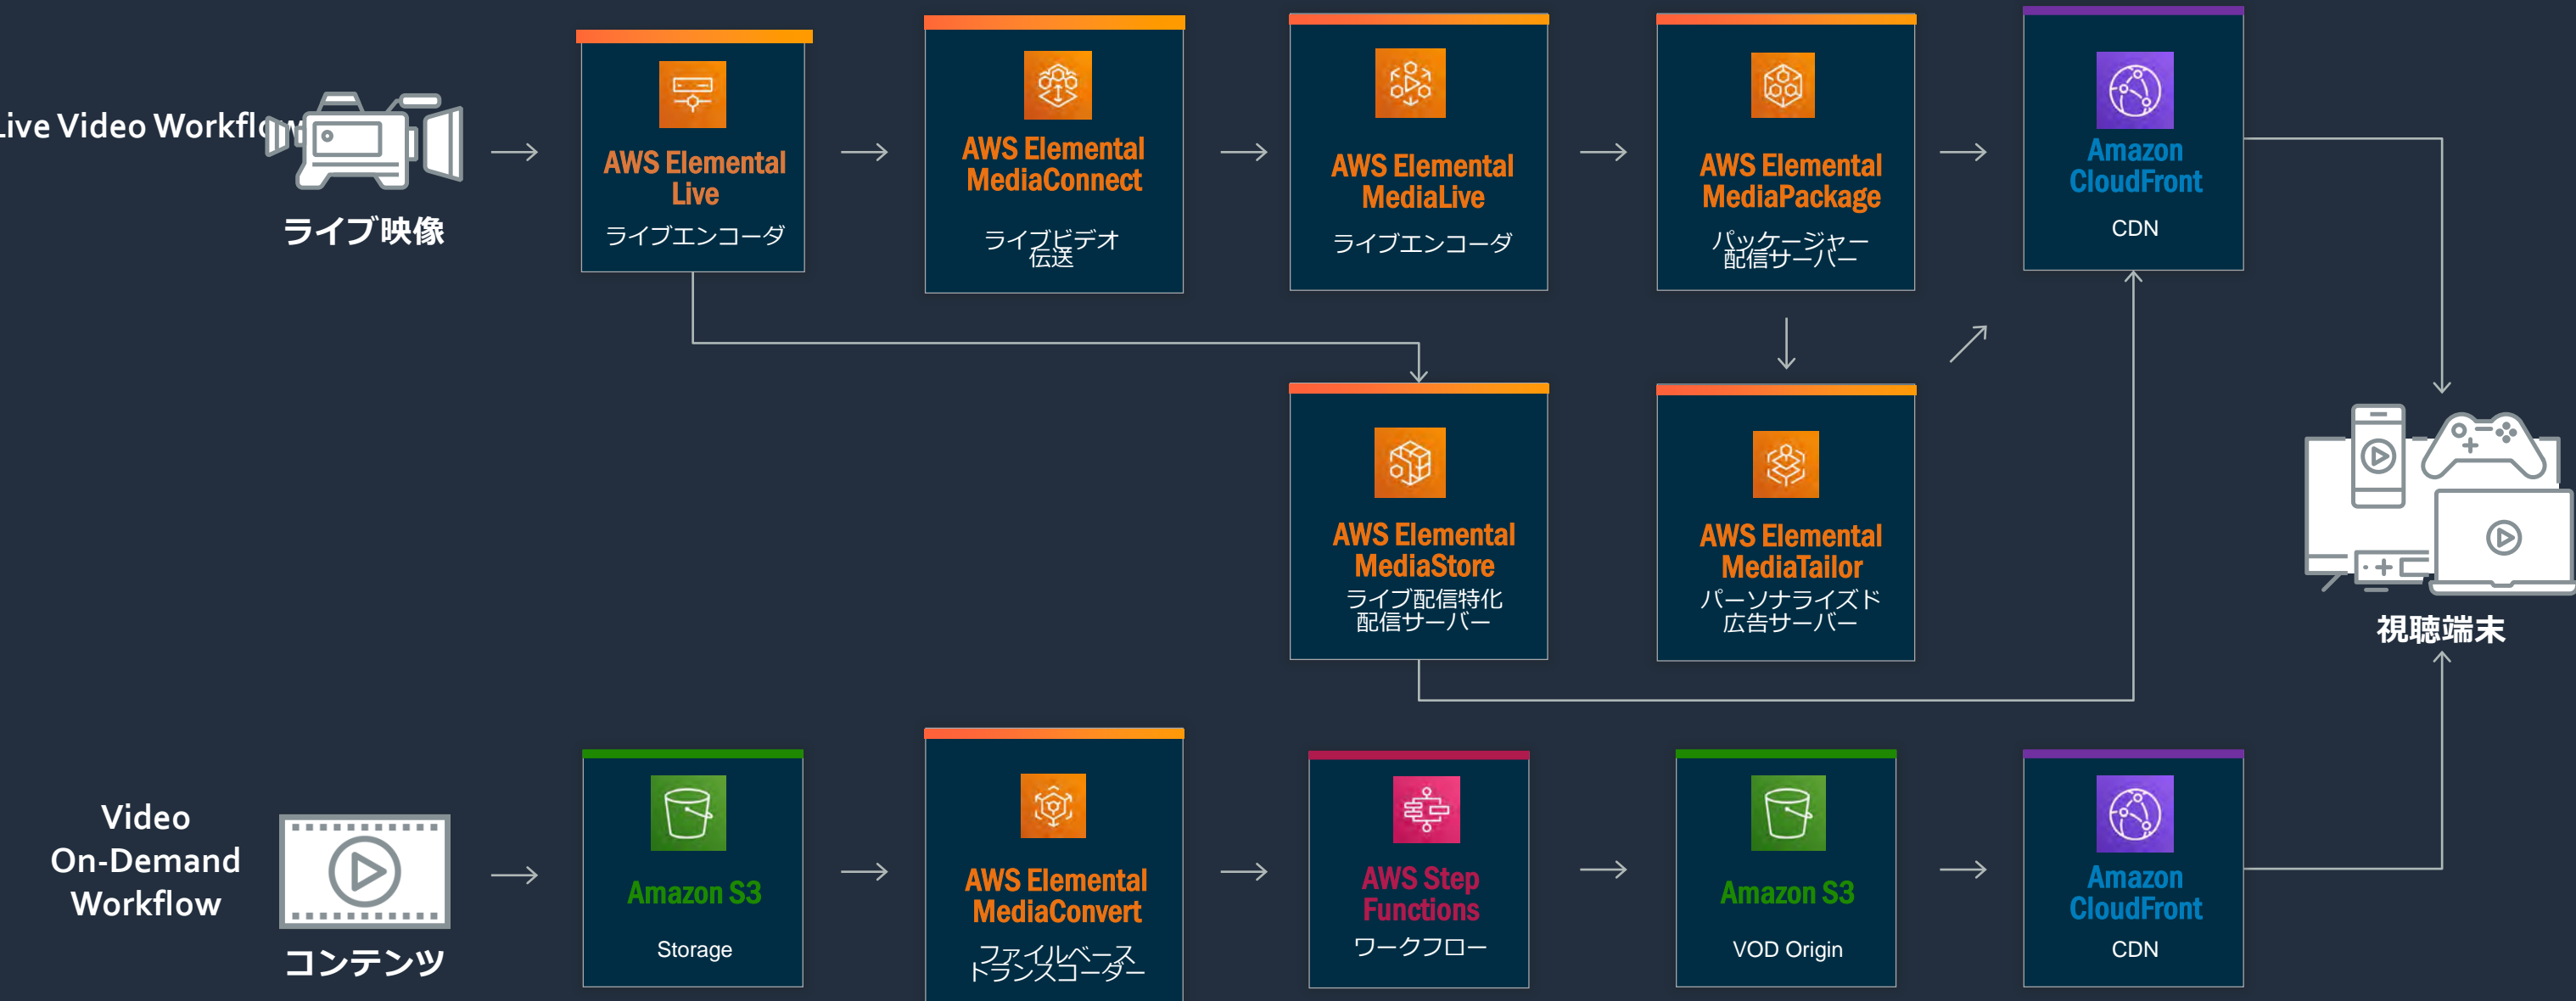 Live Video Workflow
ライブ映像
AWS Elemental
Live
ライブエンコーダ
AWS Elemental
MediaConnect
ライブビデオ
伝送
AWS Elemental
MediaLive
ライブエンコーダ
AWS Elemental
MediaPackage
パッケージャー
配信サーバー
Amazon
CloudFront
CDN
AWS Elemental
MediaStore
ライブ配信特化
配信サーバー
AWS Elemental
MediaTailor
パーソナライズド
広告サーバー
視聴端末
Video
On-Demand
Workflow
コンテンツ
Amazon S3
Storage
AWS Elemental
MediaConvert
ファイルベース
トランスコーダー
AWS Step
Functions
ワークフロー
Amazon S3
VOD Origin
Amazon
CloudFront
CDN